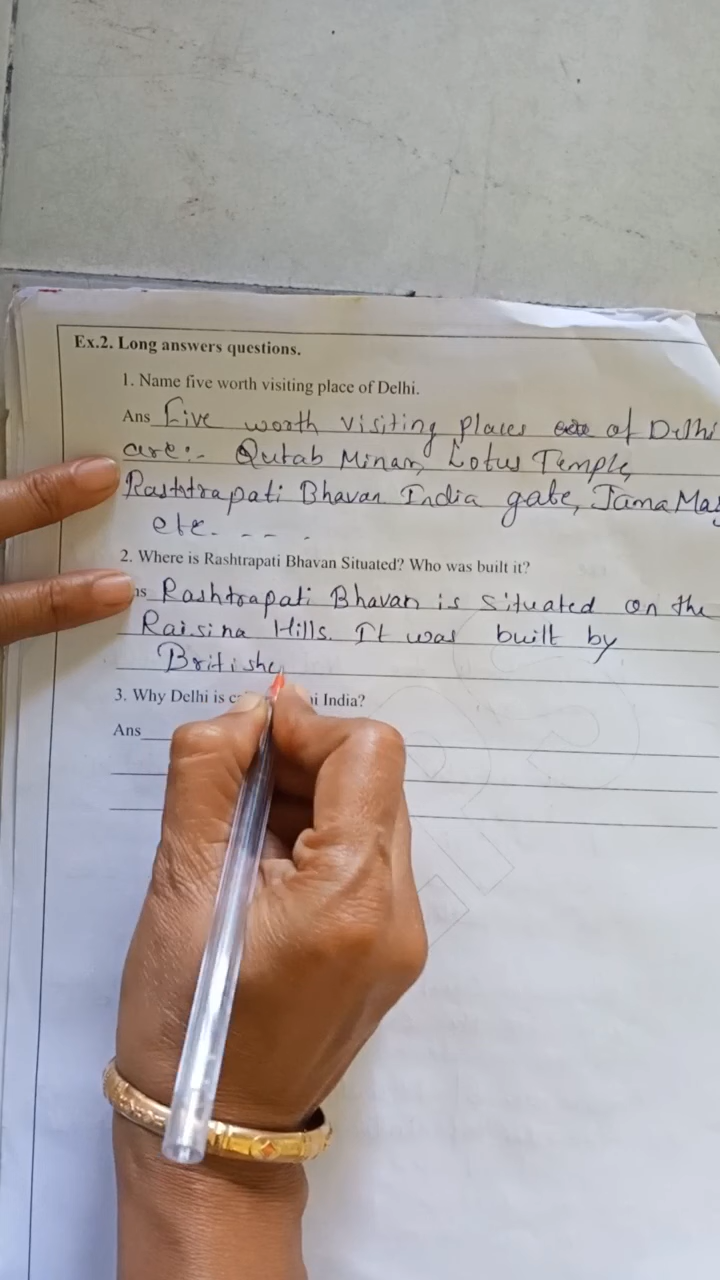 Ex.2. Long answers questions.
1. Name five worth visiting place of Delhi.
Ans Five worth visiting places of Delhi
are:- Qutab Minar, Lotus Temple,
Rashtrapati Bhavan India gate, Jama Mas
etc. - - -
2. Where is Rashtrapati Bhavan Situated? Who was built it?
ns Rashtrapati Bhavan is situated on the
Raisina Hills. It was built by
Britishe
3. Why Delhi is c i India?
Ans